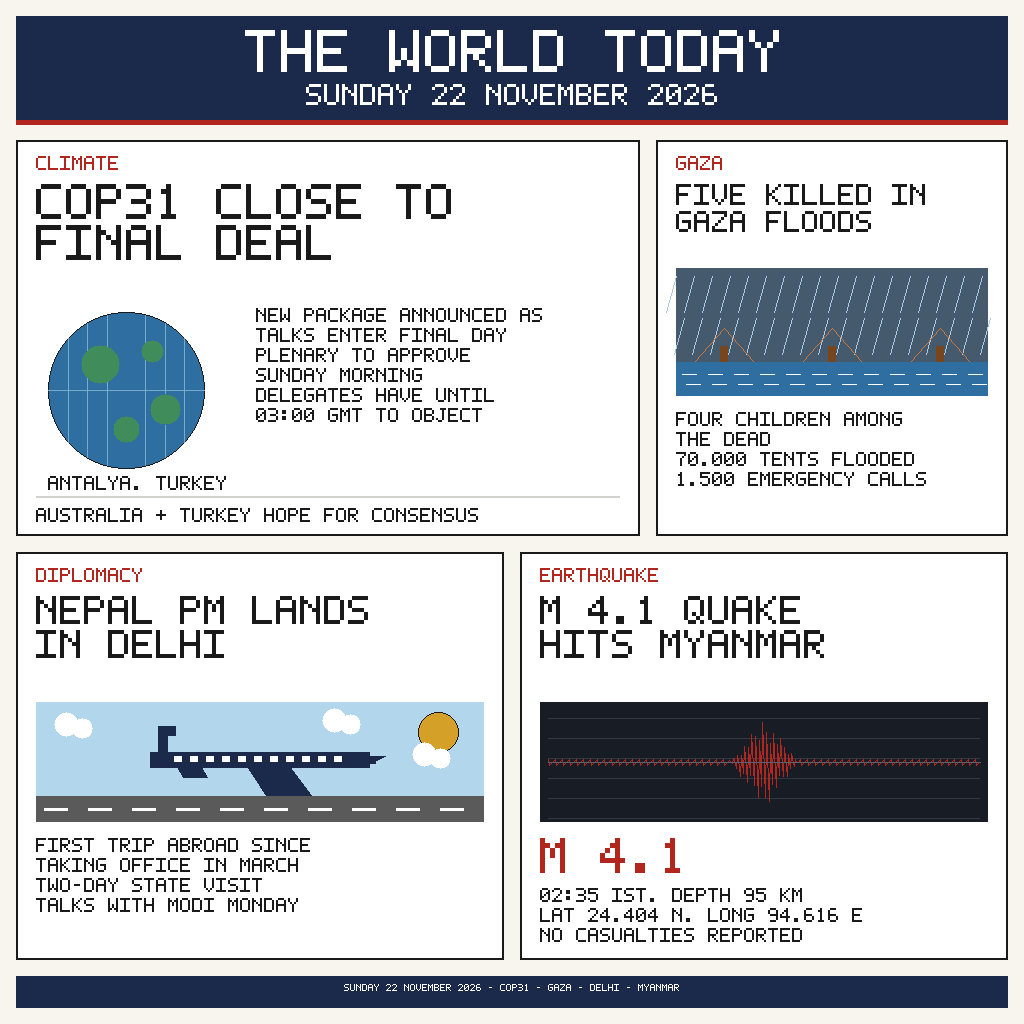 THE WORLD TODAY
SUNDAY 22 NOVEMBER 2026
CLIMATE
COP31 CLOSE TO
FINAL DEAL
NEW PACKAGE ANNOUNCED AS
TALKS ENTER FINAL DAY
PLENARY TO APPROVE
SUNDAY MORNING
DELEGATES HAVE UNTIL
03:00 GMT TO OBJECT
ANTALYA. TURKEY
AUSTRALIA + TURKEY HOPE FOR CONSENSUS
GAZA
FIVE KILLED IN
GAZA FLOODS
FOUR CHILDREN AMONG
THE DEAD
70.000 TENTS FLOODED
1.500 EMERGENCY CALLS
DIPLOMACY
NEPAL PM LANDS
IN DELHI
FIRST TRIP ABROAD SINCE
TAKING OFFICE IN MARCH
TWO-DAY STATE VISIT
TALKS WITH MODI MONDAY
EARTHQUAKE
M 4.1 QUAKE
HITS MYANMAR
M 4.1
02:35 IST. DEPTH 95 KM
LAT 24.404 N. LONG 94.616 E
NO CASUALTIES REPORTED
SUNDAY 22 NOVEMBER 2026 - COP31 - GAZA - DELHI - MYANMAR